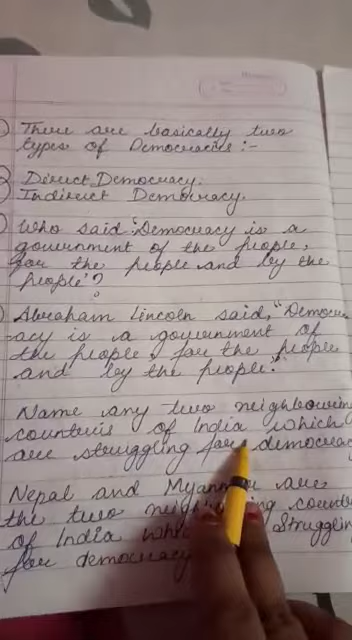 There are basically two
types of Democracies :-
Direct Democracy.
Indirect Democracy.
Who said "Democracy is a
government of the people,
for the people and by the
people"?
Abraham Lincoln said, "Democr
acy is a government of
the people, for the people
and by the people."
Name any two neighbouring
countries of India which
are struggling for democrac
Nepal and Myanmar are
the two countr
of India strugglin
for democracy